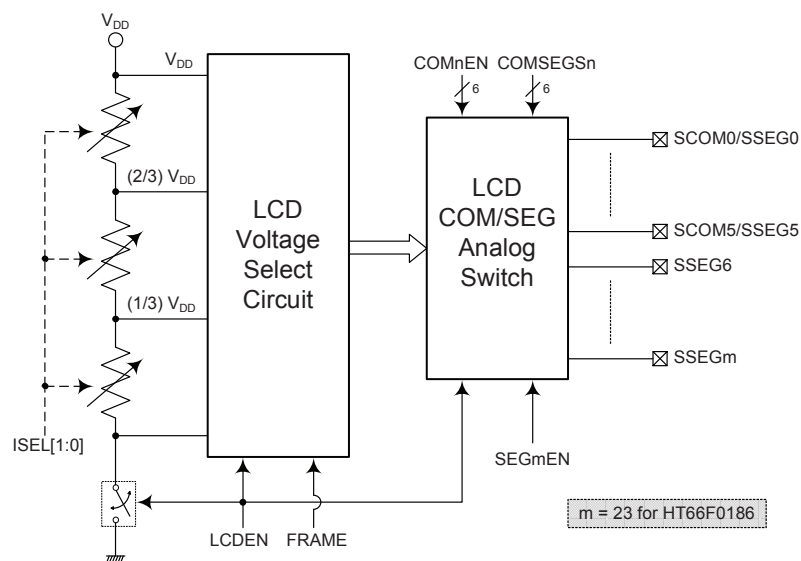 VDD
VDD
(2/3) VDD
(1/3) VDD
ISEL[1:0]
LCD
Voltage
Select
Circuit
LCDEN
FRAME
COMnEN
COMSEGSn
6
6
LCD
COM/SEG
Analog
Switch
SEGmEN
SCOM0/SSEG0
SCOM5/SSEG5
SSEG6
SSEGm
m = 23 for HT66F0186